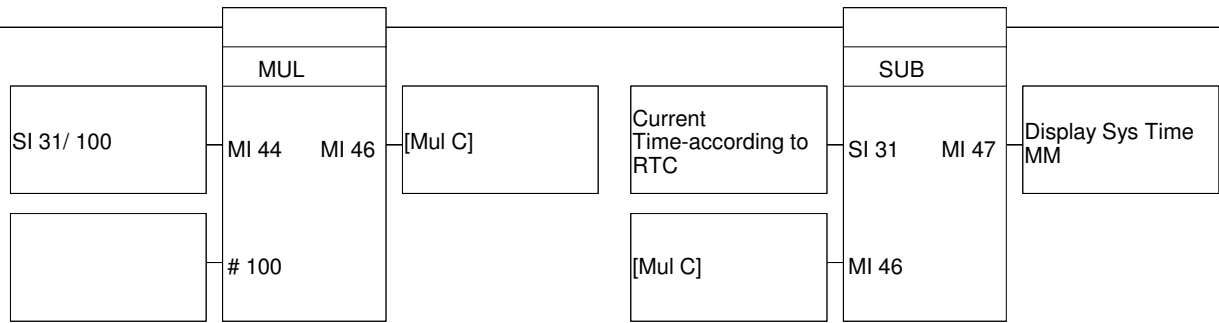 MUL
SI 31/ 100
MI 44
MI 46
[Mul C]
# 100
SUB
Current
Time-according to
RTC
SI 31
MI 47
Display Sys Time
MM
[Mul C]
MI 46